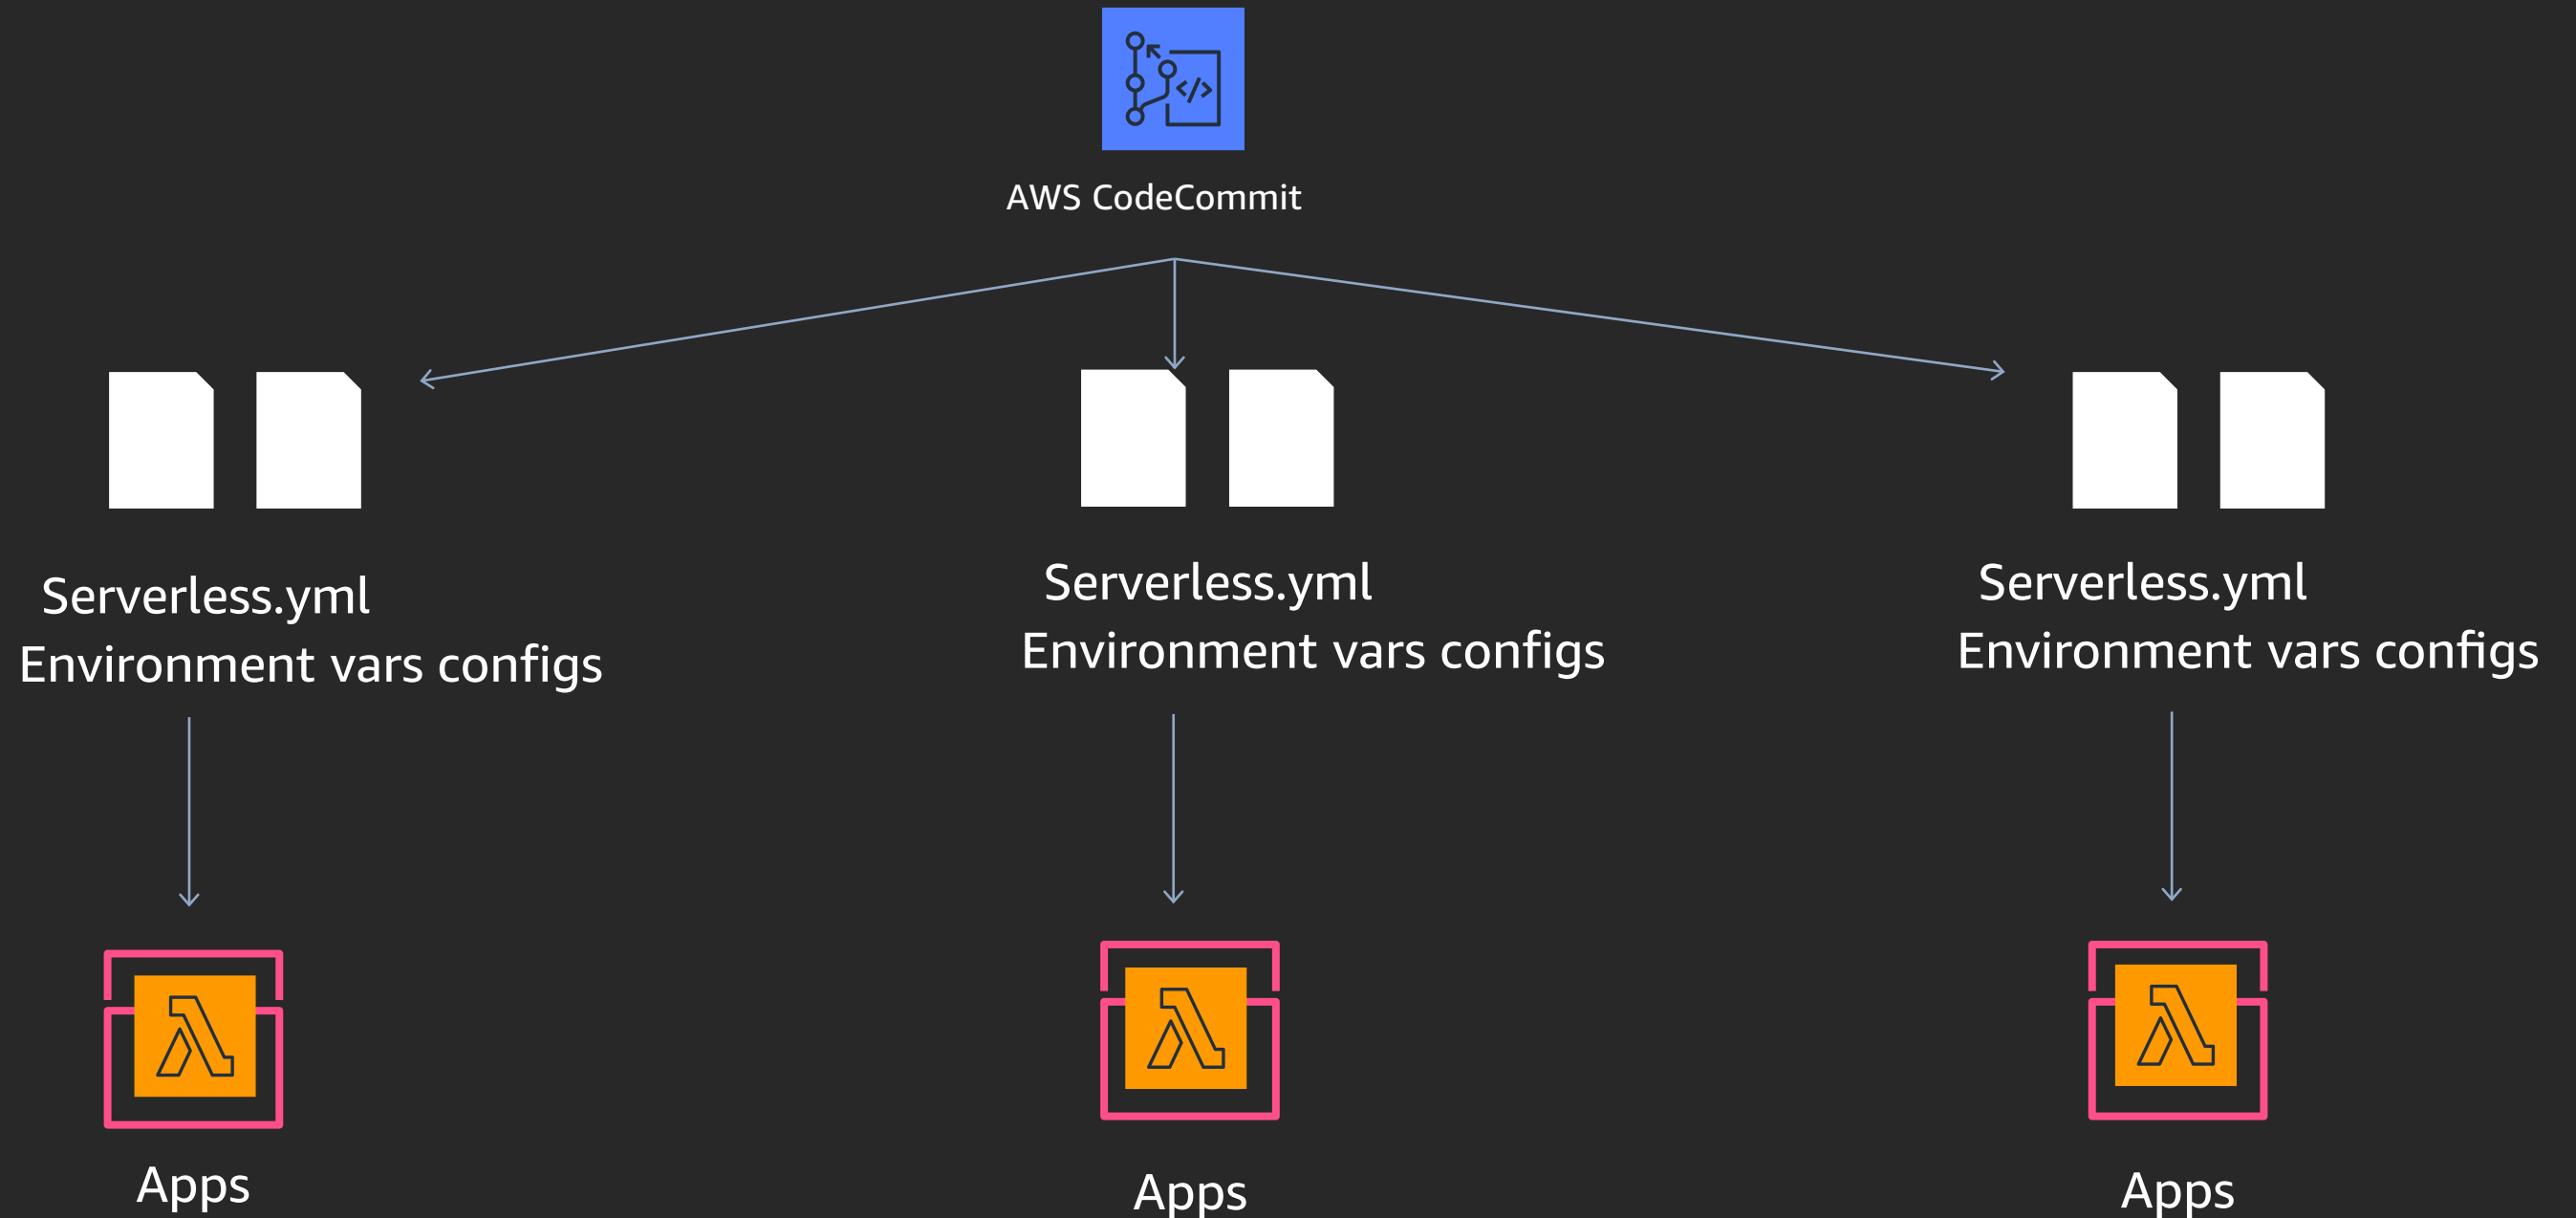 AWS CodeCommit
Serverless.yml
Environment vars configs
Serverless.yml
Environment vars configs
Serverless.yml
Environment vars configs
Apps
Apps
Apps